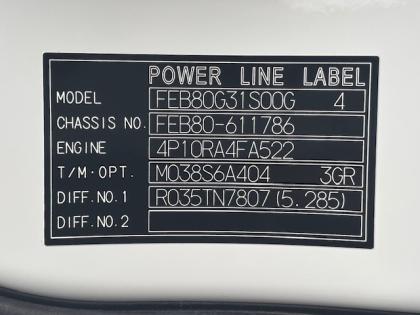 POWER LINE LABEL
MODEL FEB80G31S00G 4
CHASSIS NO. FEB80-611786
ENGINE 4P10RA4FA522
T/M·OPT. M038S6A404 3GR
DIFF.NO.1 R035TN7807(5.285)
DIFF.NO.2